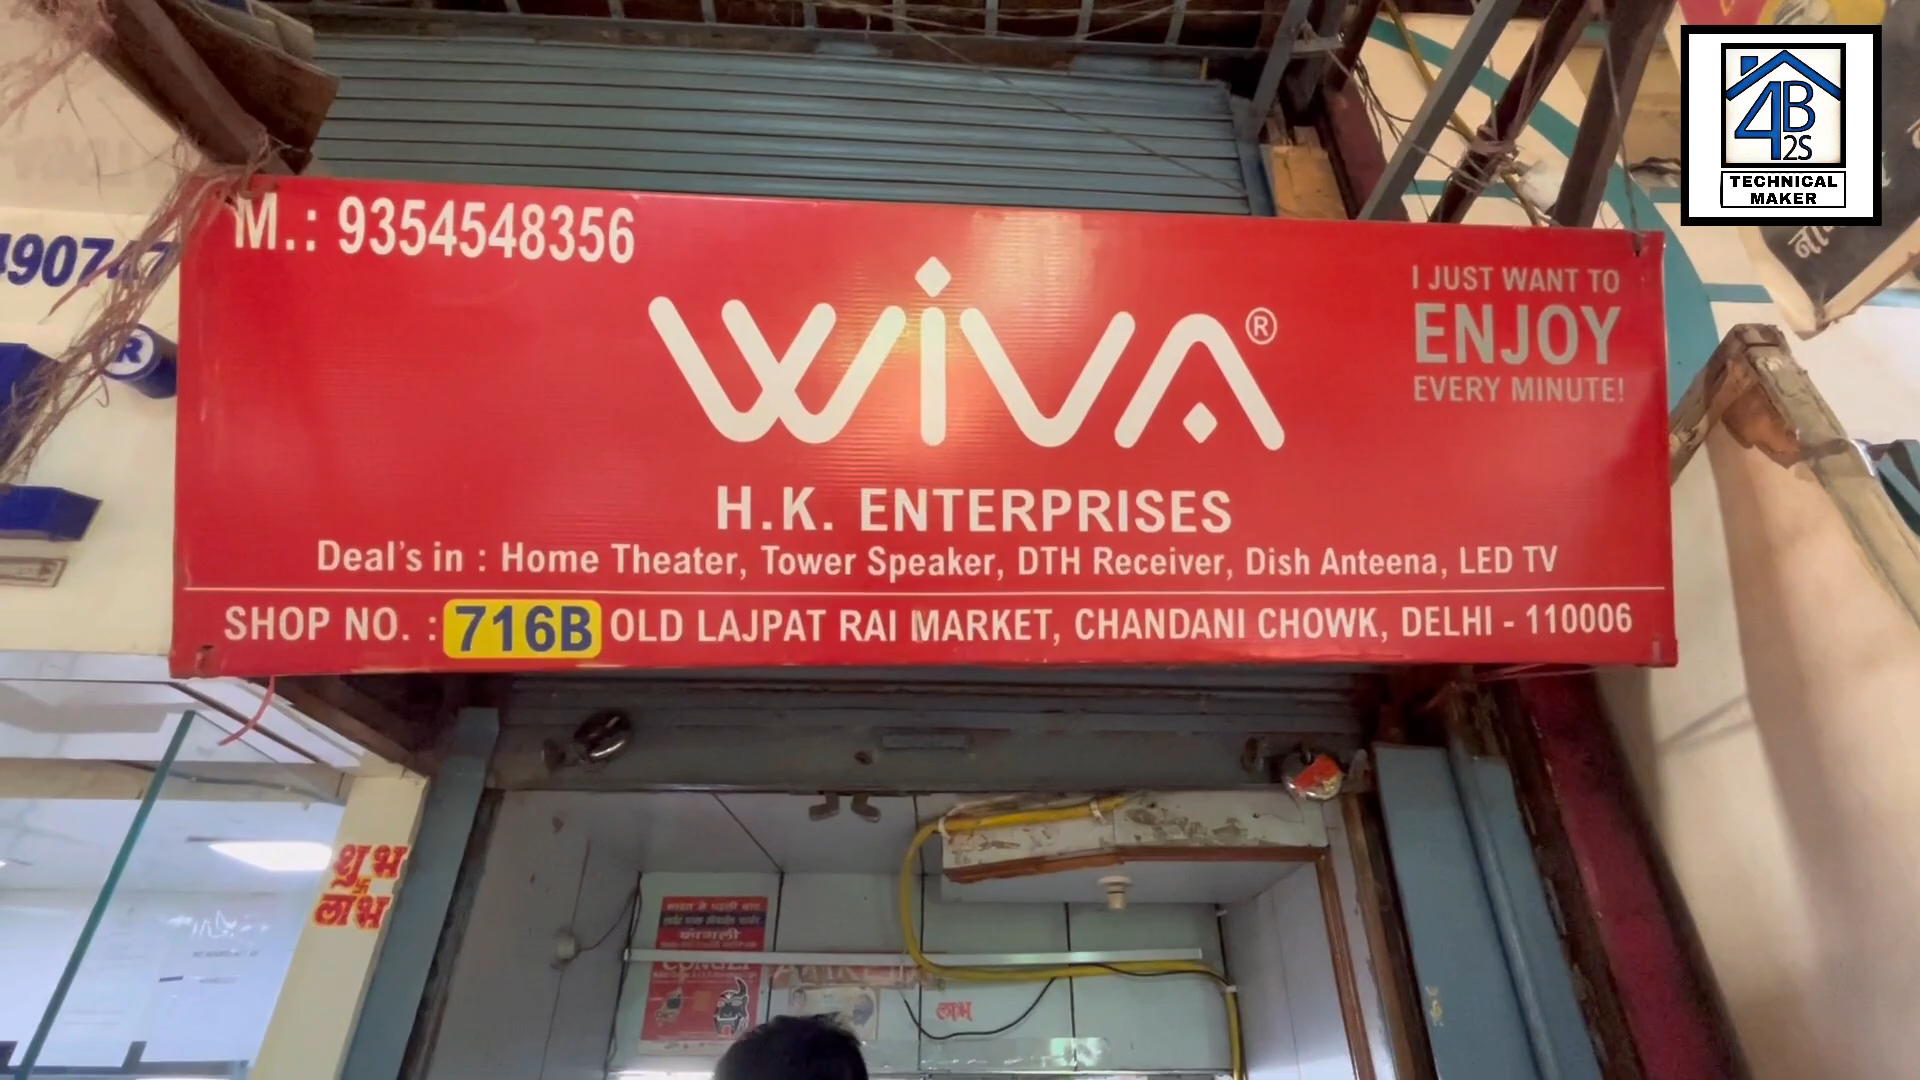 4B
2S
TECHNICAL
MAKER
M.: 9354548356
WiVA®
I JUST WANT TO
ENJOY
EVERY MINUTE!
H.K. ENTERPRISES
Deal's in : Home Theater, Tower Speaker, DTH Receiver, Dish Anteena, LED TV
SHOP NO. : 716B OLD LAJPAT RAI MARKET, CHANDANI CHOWK, DELHI - 110006
®
शुभ
लाभ
लाभ